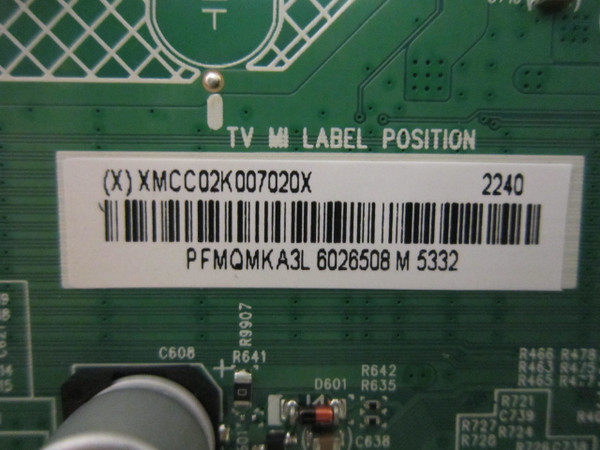 TV MI LABEL POSITION
(X) XMCC02K007020X 2240
PFMQMKA3L 6026508 M 5332
R9907
C608
R641
D601
R642
R635
C638
R466 R478
R463
R465
R721
C739
R727 R724
R720